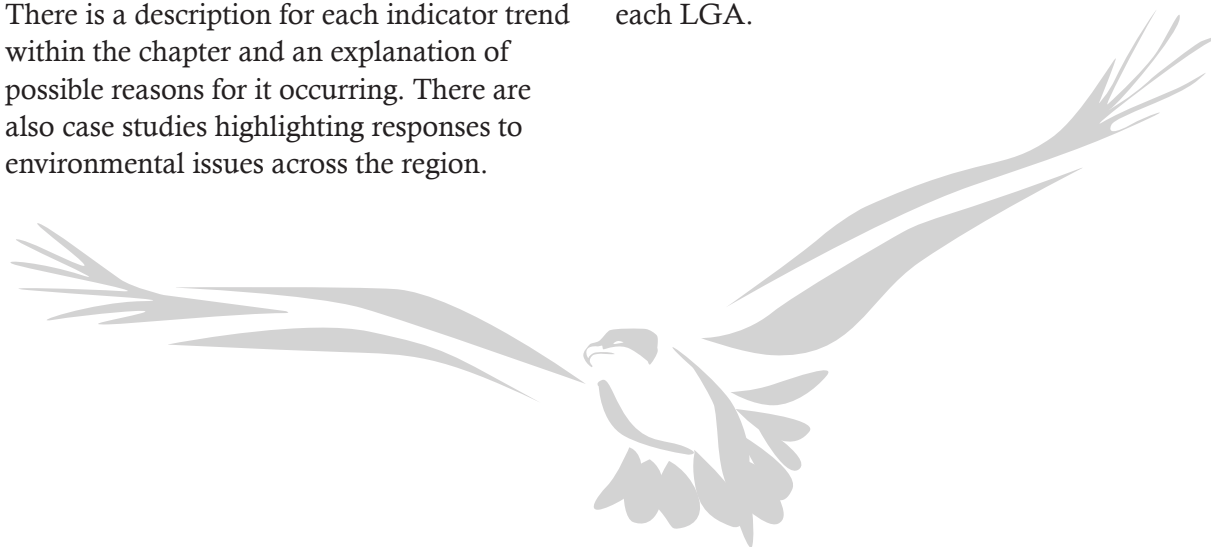 There is a description for each indicator trend
within the chapter and an explanation of
possible reasons for it occurring. There are
also case studies highlighting responses to
environmental issues across the region.
each LGA.